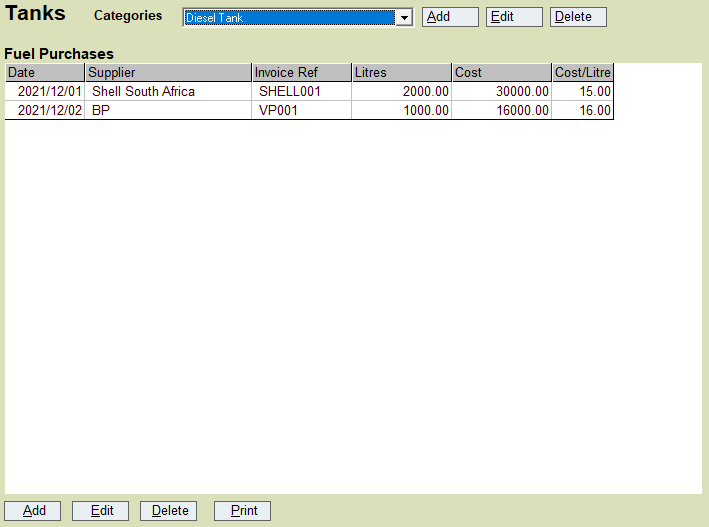 Tanks Categories Diesel Tank Add Edit Delete
Fuel Purchases
Date Supplier Invoice Ref Litres Cost Cost/Litre
2021/12/01 Shell South Africa SHELL001 2000.00 30000.00 15.00
2021/12/02 BP VP001 1000.00 16000.00 16.00
Add Edit Delete Print